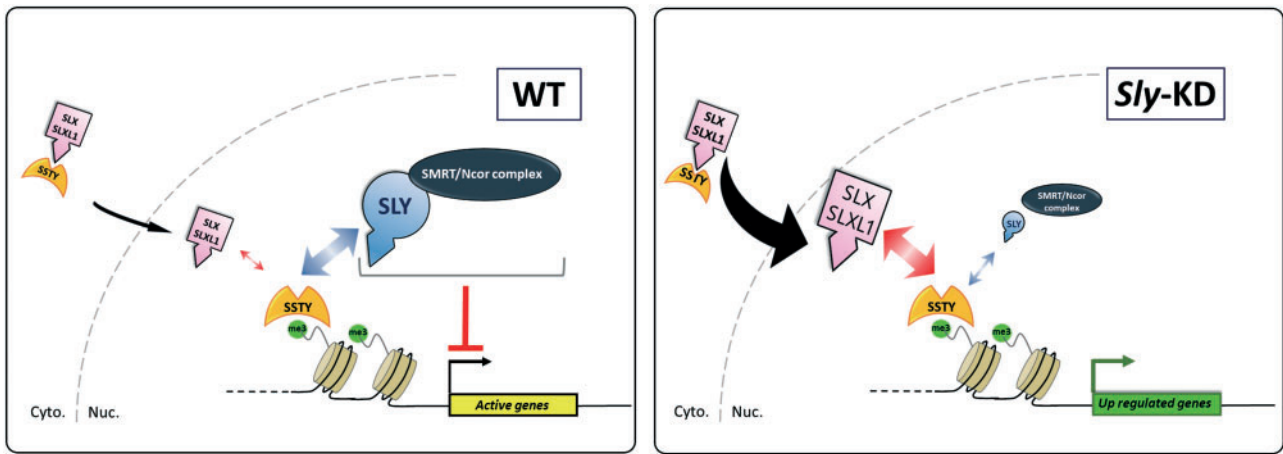 WT
SLX
SLXL1
SSTY
SMRT/Ncor complex
SLY
SLX
SLXL1
SSTY
me3
me3
Cyto.
Nuc.
Active genes
Sly-KD
SLX
SLXL1
SSTY
SMRT/Ncor
complex
SLY
SLX
SLXL1
SSTY
me3
me3
Cyto.
Nuc.
Up regulated genes